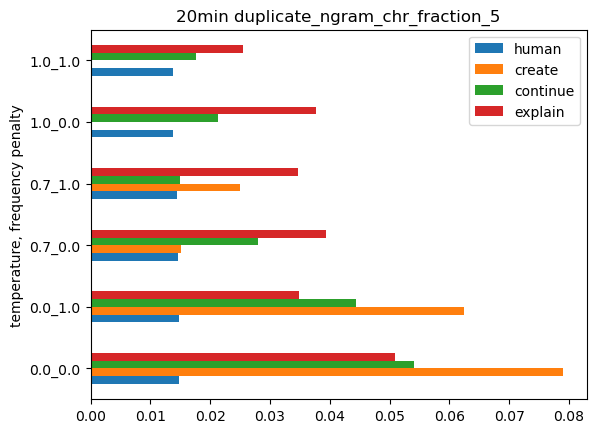 20min duplicate_ngram_chr_fraction_5
human
create
continue
explain
temperature, frequency penalty
1.0_1.0
1.0_0.0
0.7_1.0
0.7_0.0
0.0_1.0
0.0_0.0
0.00 0.01 0.02 0.03 0.04 0.05 0.06 0.07 0.08